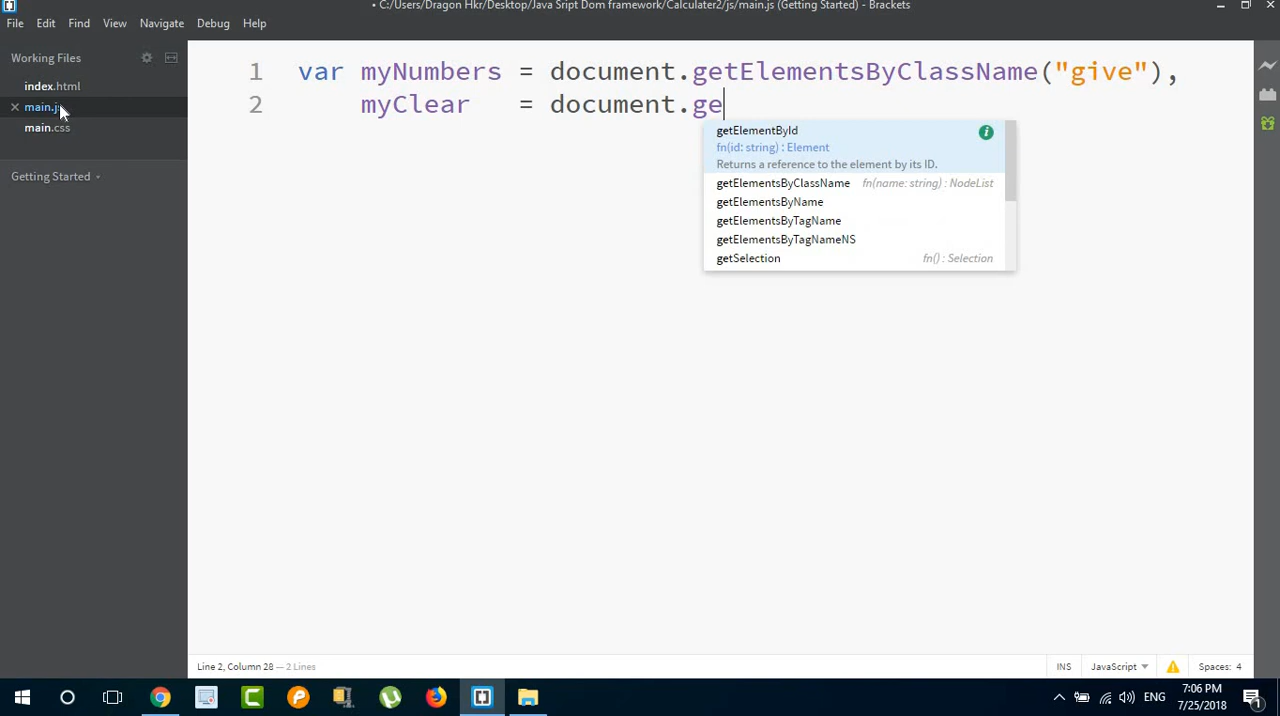 • C:/Users/Dragon Hkr/Desktop/Java Sript Dom framework/Calculater2/js/main.js (Getting Started) - Brackets
File Edit Find View Navigate Debug Help
Working Files
index.html
main.js
main.css
Getting Started
1 var myNumbers = document.getElementsByClassName("give"),
2 myClear = document.ge
getElementById
fn(id: string) : Element
Returns a reference to the element by its ID.
getElementsByClassName fn(name: string) : NodeList
getElementsByName
getElementsByTagName
getElementsByTagNameNS
getSelection fn() : Selection
Line 2, Column 28 — 2 Lines
INS JavaScript Spaces: 4
ENG
7:06 PM
7/25/2018
1